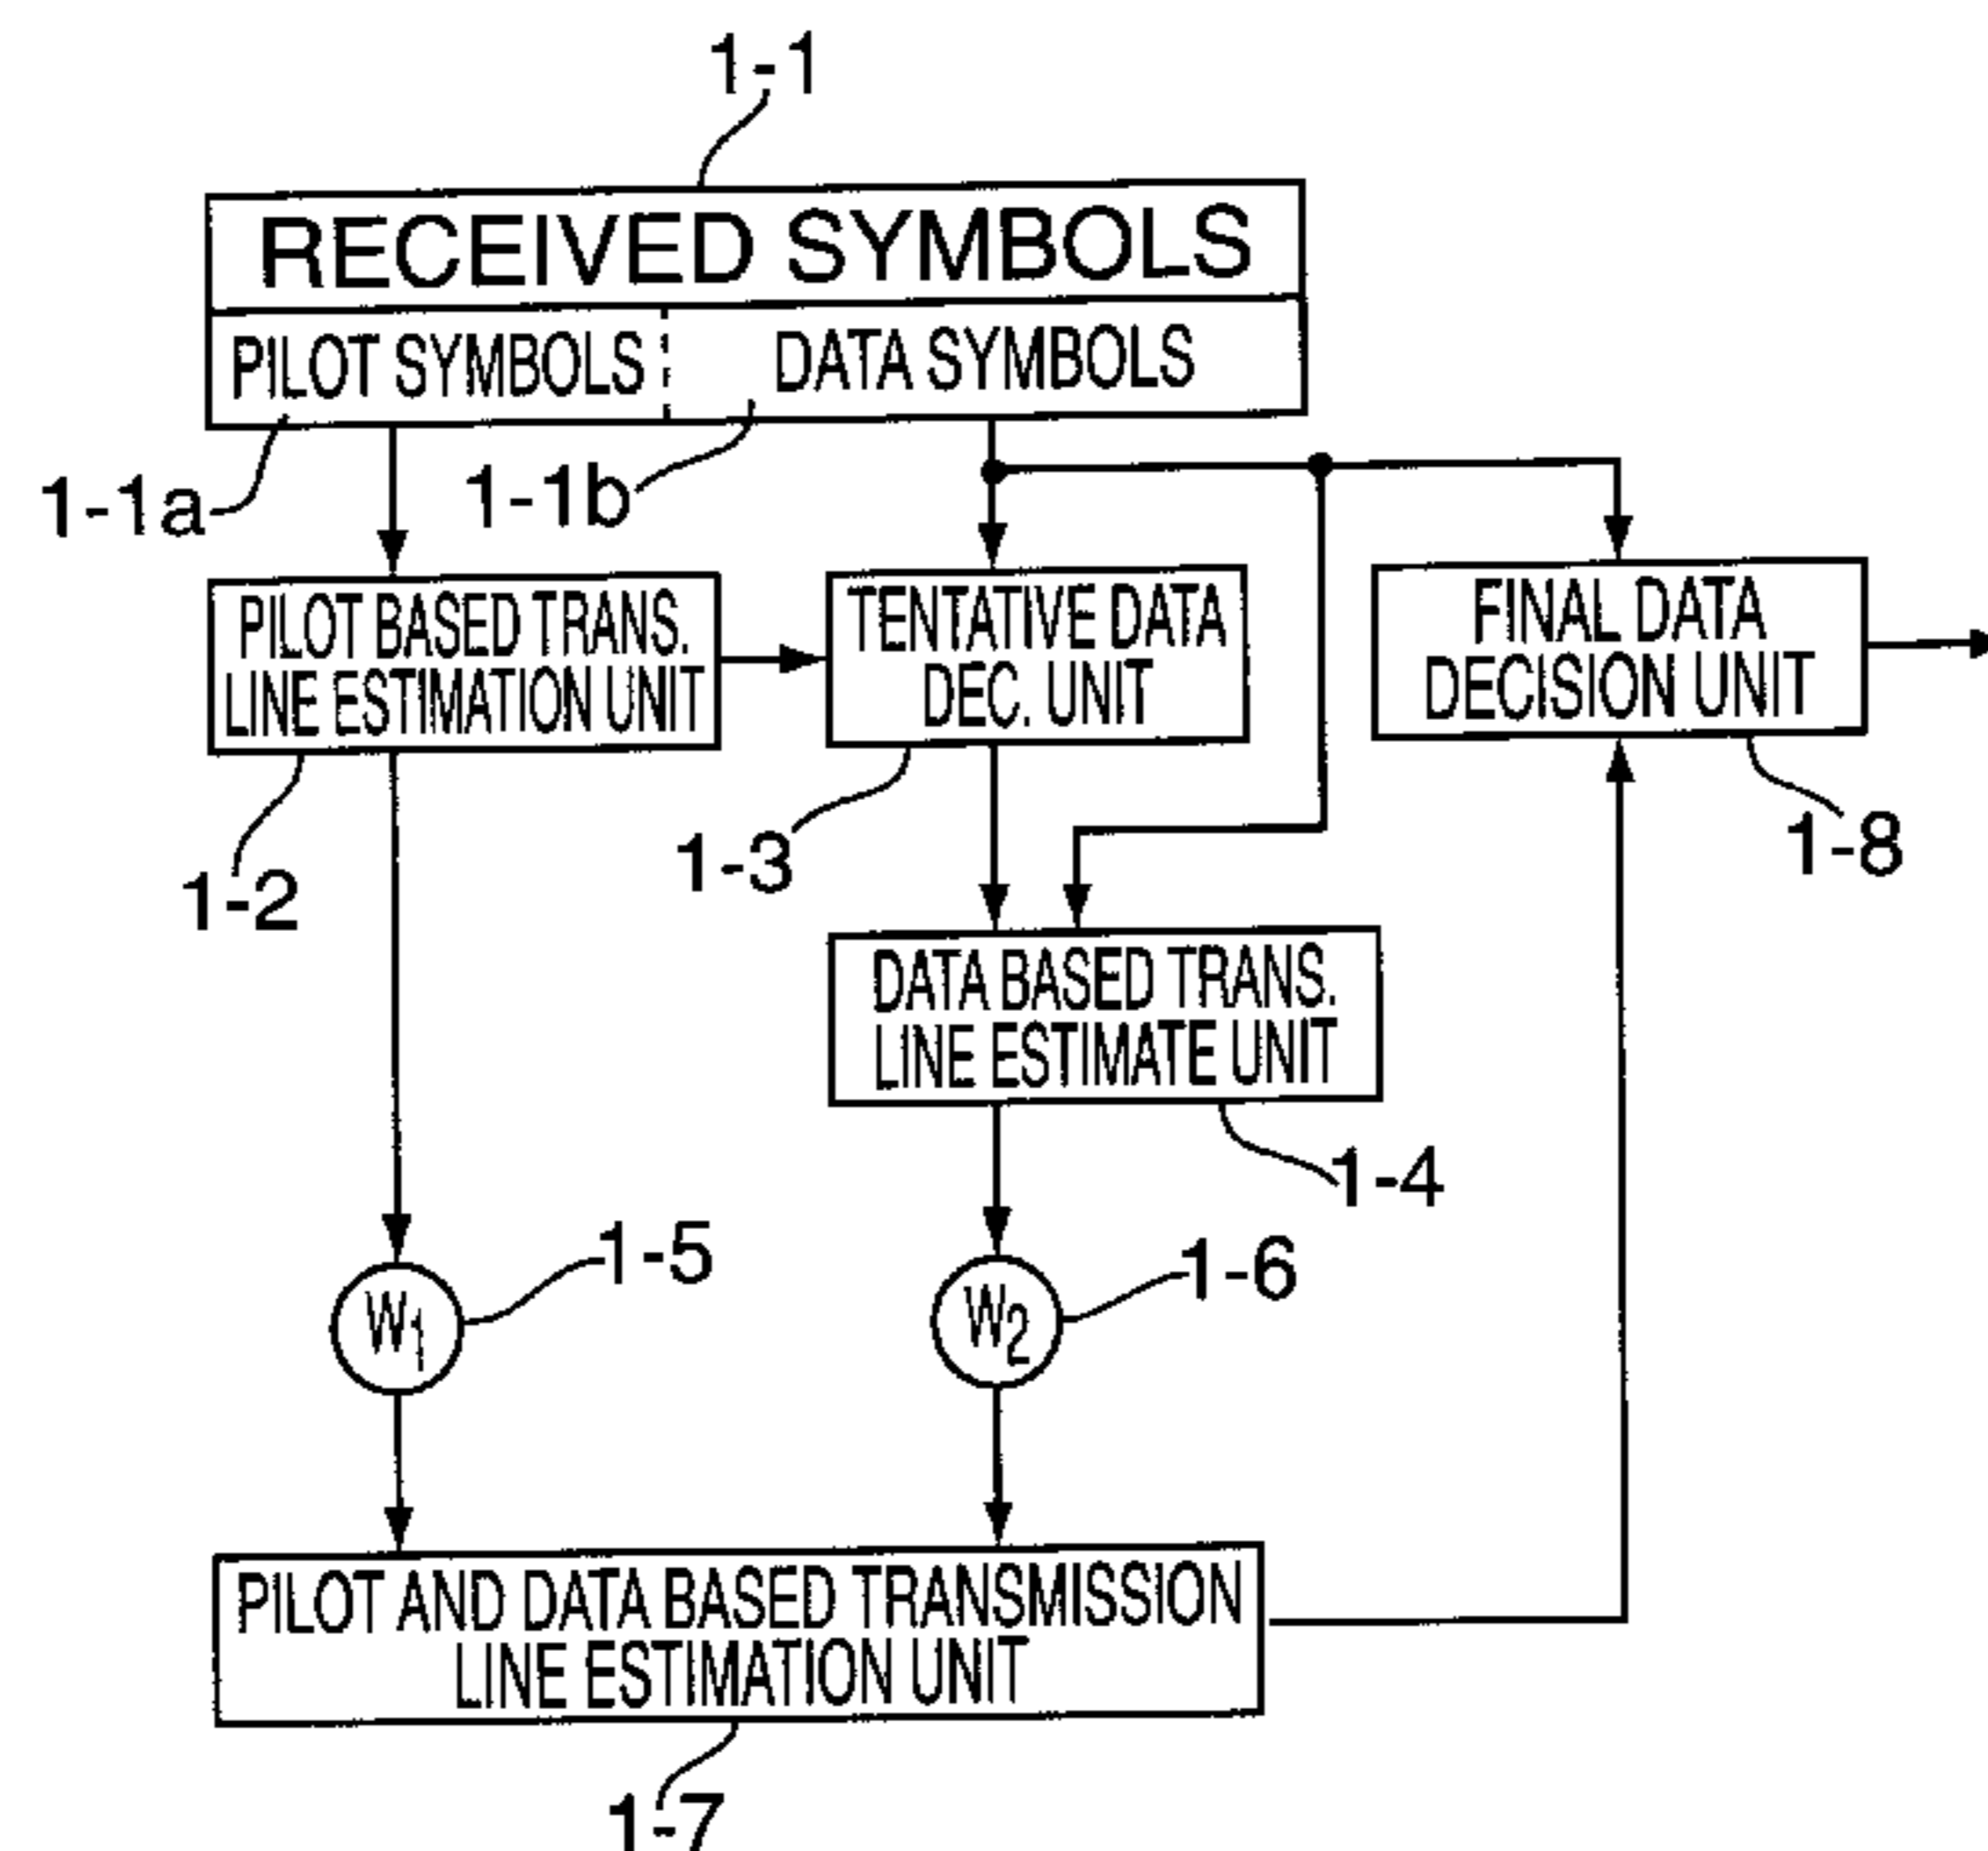 1-1
RECEIVED SYMBOLS
PILOT SYMBOLS
DATA SYMBOLS
1-1a
1-1b
PILOT BASED TRANS.
LINE ESTIMATION UNIT
TENTATIVE DATA
DEC. UNIT
FINAL DATA
DECISION UNIT
1-2
1-3
1-8
DATA BASED TRANS.
LINE ESTIMATE UNIT
1-4
W1
1-5
W2
1-6
PILOT AND DATA BASED TRANSMISSION
LINE ESTIMATION UNIT
1-7